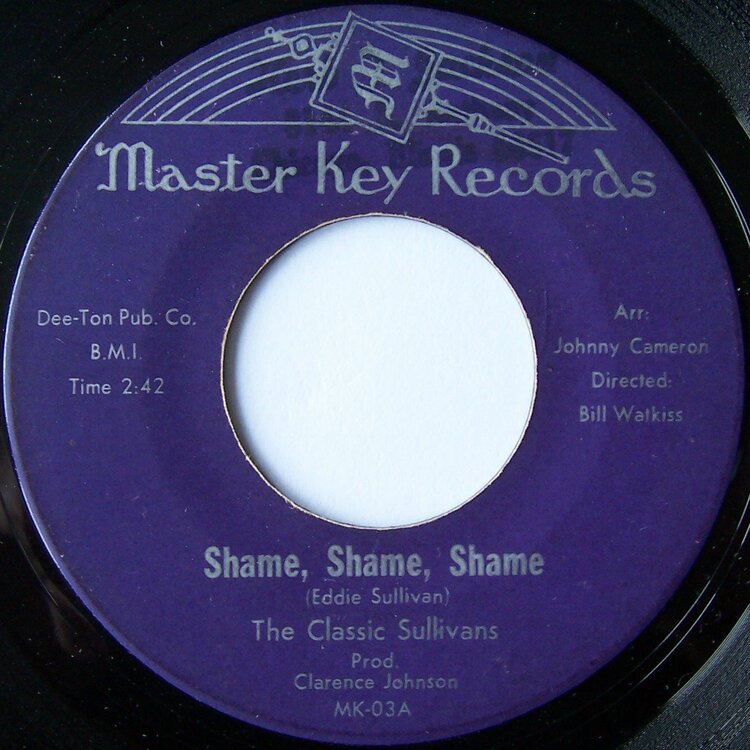 M
Master Key Records
Dee-Ton Pub. Co.
B.M.I.
Time 2:42
Arr:
Johnny Cameron
Directed:
Bill Watkiss
Shame, Shame, Shame
(Eddie Sullivan)
The Classic Sullivans
Prod.
Clarence Johnson
MK-03A